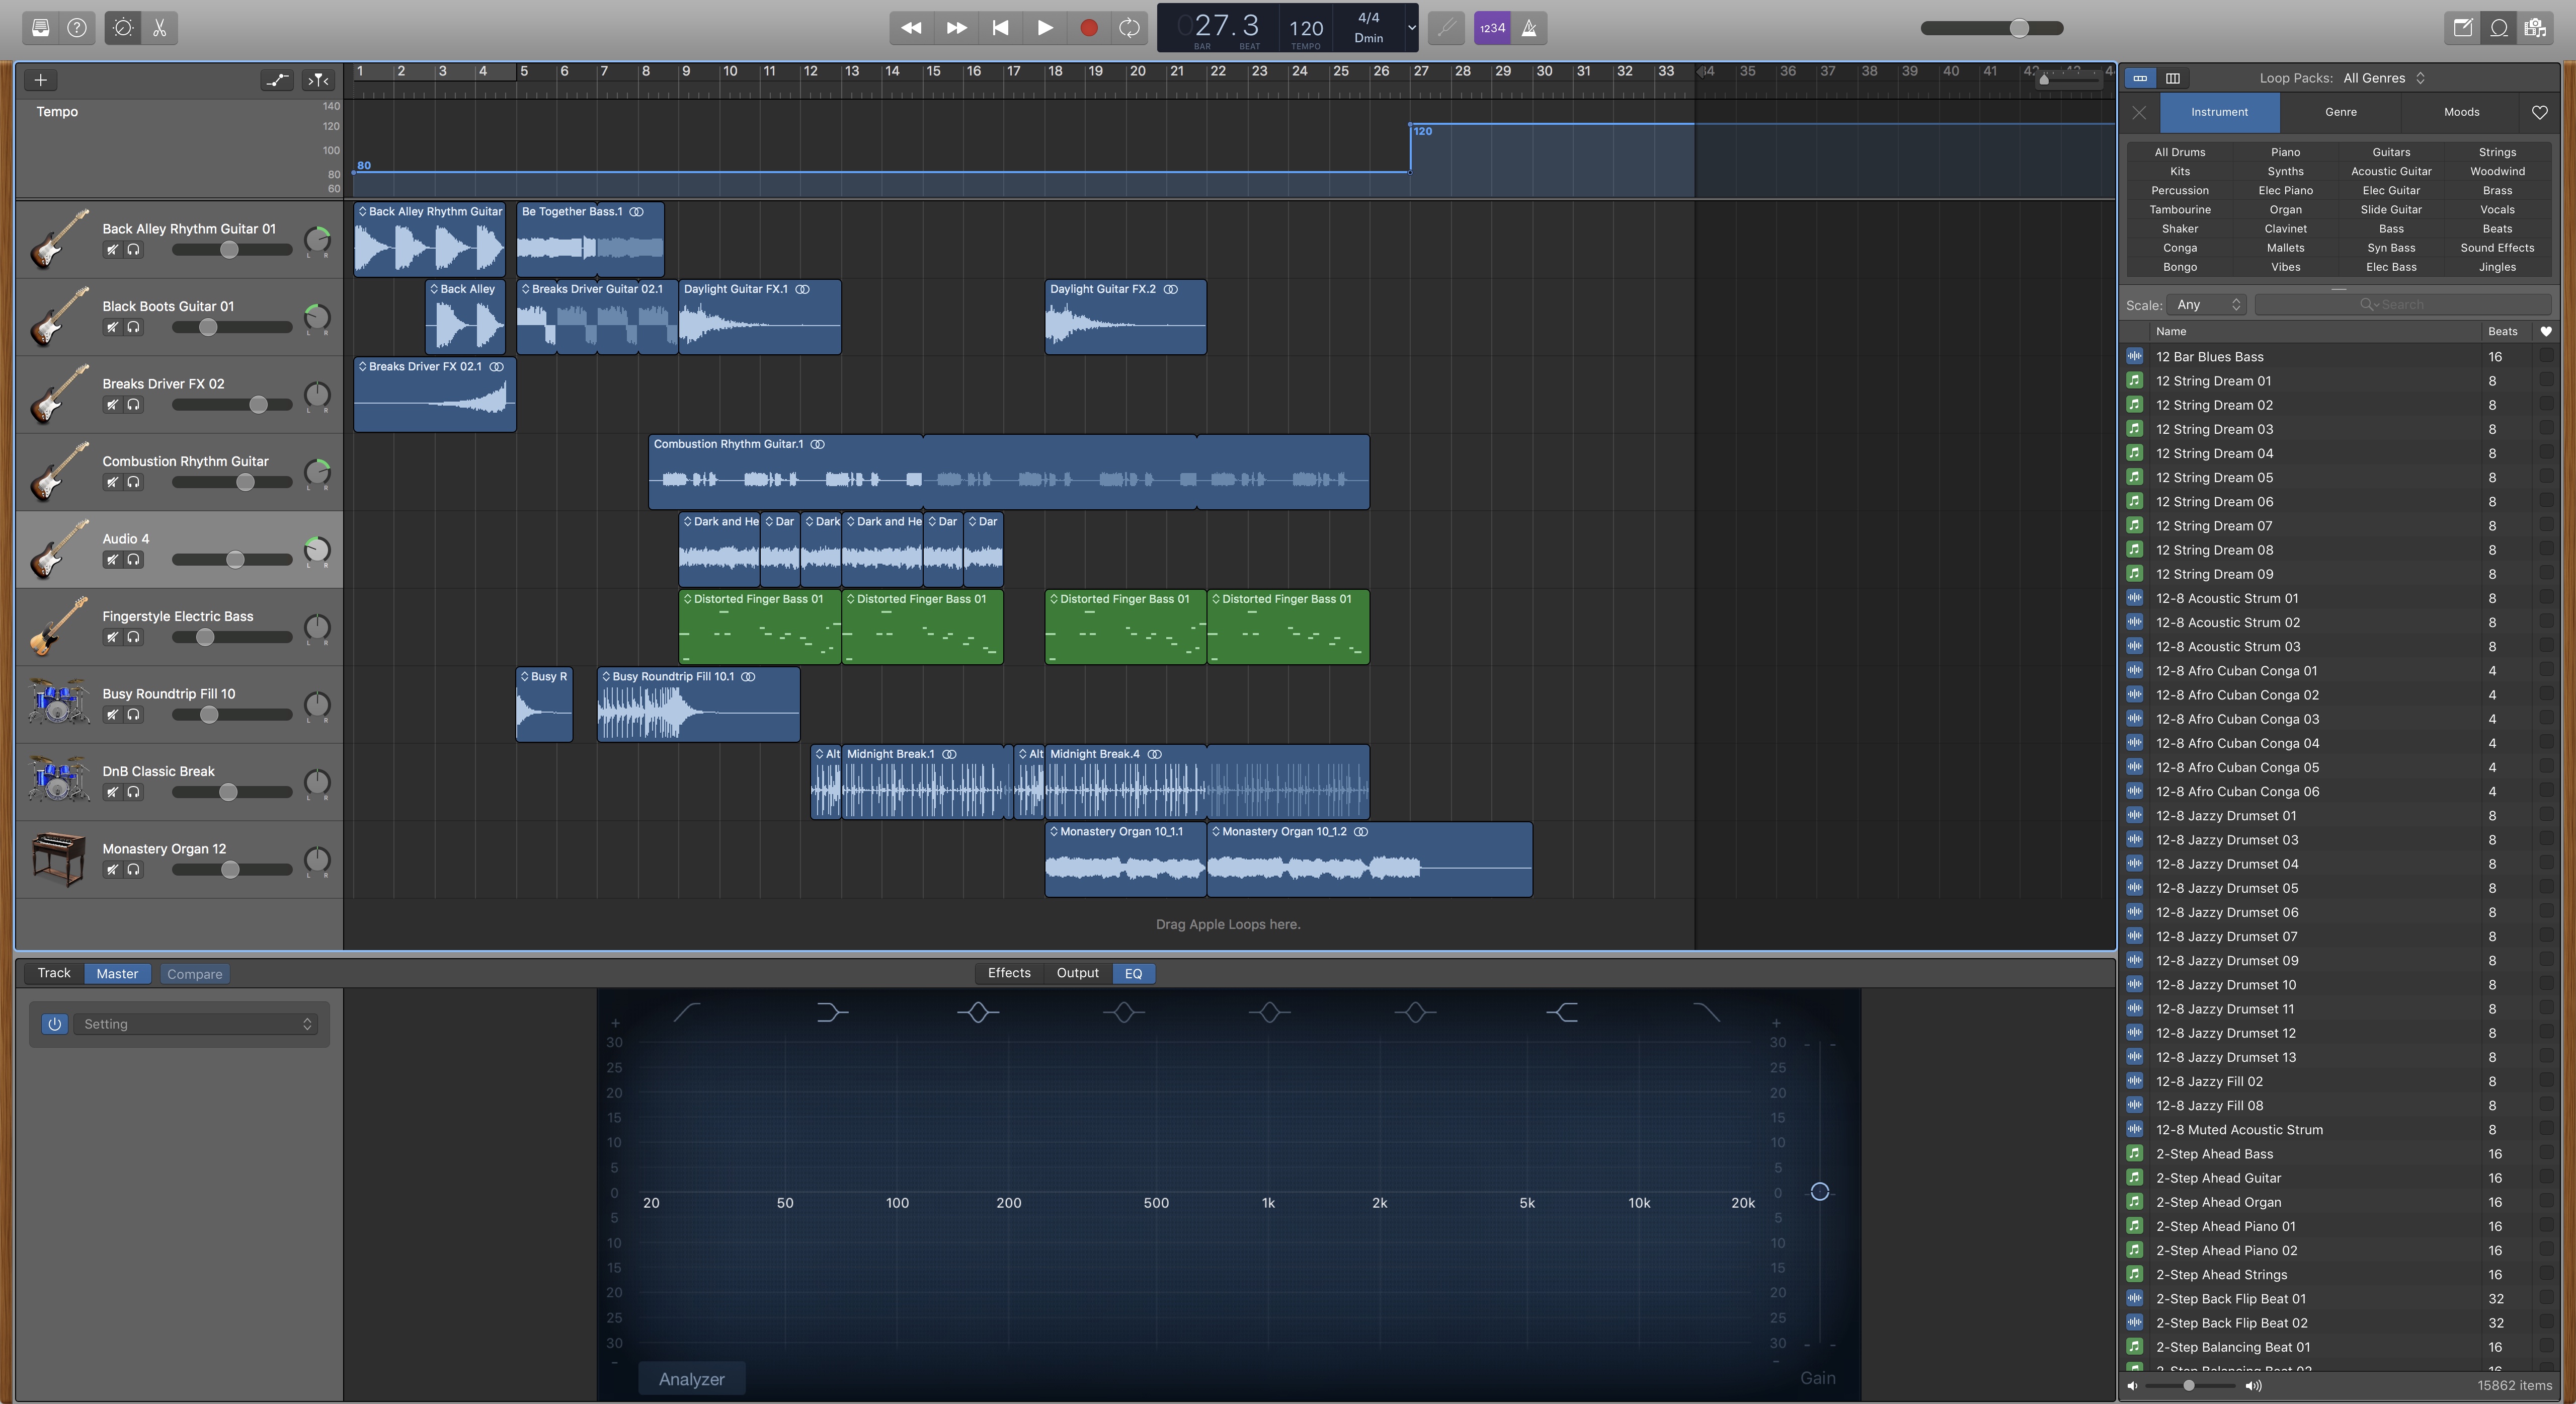 27.3
BAR BEAT
120
TEMPO
4/4
Dmin
1234
1 2 3 4 5 6 7 8 9 10 11 12 13 14 15 16 17 18 19 20 21 22 23 24 25 26 27 28 29 30 31 32 33 34 35 36 37 38 39 40 41
Tempo
140
120
100
80
60
80
120
Back Alley Rhythm Guitar 01
L R
Back Alley Rhythm Guitar
Be Together Bass.1
Black Boots Guitar 01
L R
Back Alley
Breaks Driver Guitar 02.1
Daylight Guitar FX.1
Daylight Guitar FX.2
Breaks Driver FX 02
L R
Breaks Driver FX 02.1
Combustion Rhythm Guitar
L R
Combustion Rhythm Guitar.1
Audio 4
L R
Dark and He
Dar
Dark
Dark and He
Dar
Dar
Fingerstyle Electric Bass
L R
Distorted Finger Bass 01
Distorted Finger Bass 01
Distorted Finger Bass 01
Distorted Finger Bass 01
Busy Roundtrip Fill 10
L R
Busy R
Busy Roundtrip Fill 10.1
DnB Classic Break
L R
Alt
Midnight Break.1
Alt
Midnight Break.4
Monastery Organ 12
L R
Monastery Organ 10_1.1
Monastery Organ 10_1.2
Drag Apple Loops here.
Track Master Compare
Effects Output EQ
Setting
+
30
25
20
15
10
5
0
5
10
15
20
25
30
-
20 50 100 200 500 1k 2k 5k 10k 20k
+
30
25
20
15
10
5
0
5
10
15
20
25
30
-
Analyzer
Gain
Loop Packs: All Genres
Instrument Genre Moods
All Drums Piano Guitars Strings
Kits Synths Acoustic Guitar Woodwind
Percussion Elec Piano Elec Guitar Brass
Tambourine Organ Slide Guitar Vocals
Shaker Clavinet Bass Beats
Conga Mallets Syn Bass Sound Effects
Bongo Vibes Elec Bass Jingles
Scale: Any Search
Name Beats
12 Bar Blues Bass 16
12 String Dream 01 8
12 String Dream 02 8
12 String Dream 03 8
12 String Dream 04 8
12 String Dream 05 8
12 String Dream 06 8
12 String Dream 07 8
12 String Dream 08 8
12 String Dream 09 8
12-8 Acoustic Strum 01 8
12-8 Acoustic Strum 02 8
12-8 Acoustic Strum 03 8
12-8 Afro Cuban Conga 01 4
12-8 Afro Cuban Conga 02 4
12-8 Afro Cuban Conga 03 4
12-8 Afro Cuban Conga 04 4
12-8 Afro Cuban Conga 05 4
12-8 Afro Cuban Conga 06 4
12-8 Jazzy Drumset 01 8
12-8 Jazzy Drumset 03 8
12-8 Jazzy Drumset 04 8
12-8 Jazzy Drumset 05 8
12-8 Jazzy Drumset 06 8
12-8 Jazzy Drumset 07 8
12-8 Jazzy Drumset 09 8
12-8 Jazzy Drumset 10 8
12-8 Jazzy Drumset 11 8
12-8 Jazzy Drumset 12 8
12-8 Jazzy Drumset 13 8
12-8 Jazzy Fill 02 8
12-8 Jazzy Fill 08 8
12-8 Muted Acoustic Strum 8
2-Step Ahead Bass 16
2-Step Ahead Guitar 16
2-Step Ahead Organ 16
2-Step Ahead Piano 01 16
2-Step Ahead Piano 02 16
2-Step Ahead Strings 16
2-Step Back Flip Beat 01 32
2-Step Back Flip Beat 02 32
2-Step Balancing Beat 01 16
15862 items